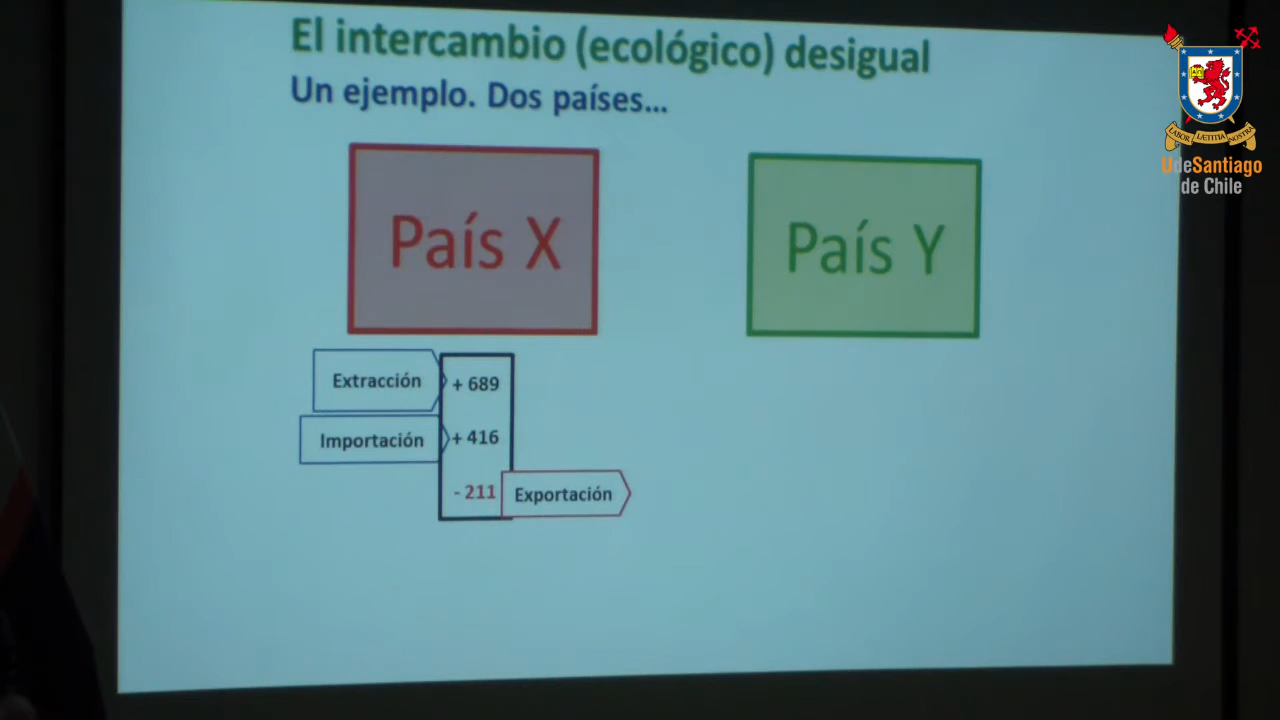 El intercambio (ecológico) desigual
Un ejemplo. Dos países...
País X
País Y
Extracción
+ 689
Importación
+ 416
- 211
Exportación
LABOR LÆTITIA NOSTRA
UdeSantiago
de Chile